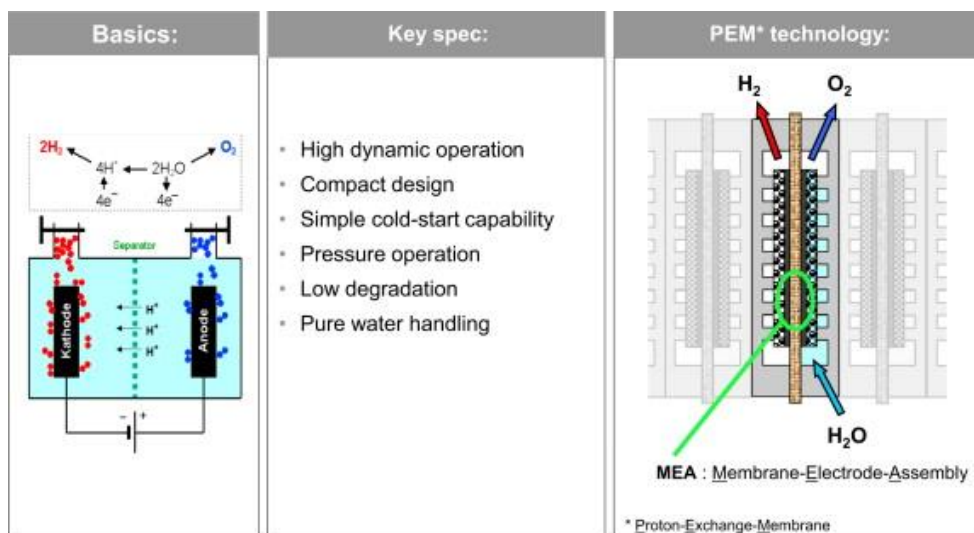 Basics:
2H₂
O₂
4H⁺
2H₂O
4e⁻
4e⁻
Separator
H⁺
H⁺
H⁺
Kathode
Anode
− +
Key spec:
• High dynamic operation
• Compact design
• Simple cold-start capability
• Pressure operation
• Low degradation
• Pure water handling
PEM* technology:
H₂
O₂
H₂O
MEA : Membrane-Electrode-Assembly
* Proton-Exchange-Membrane